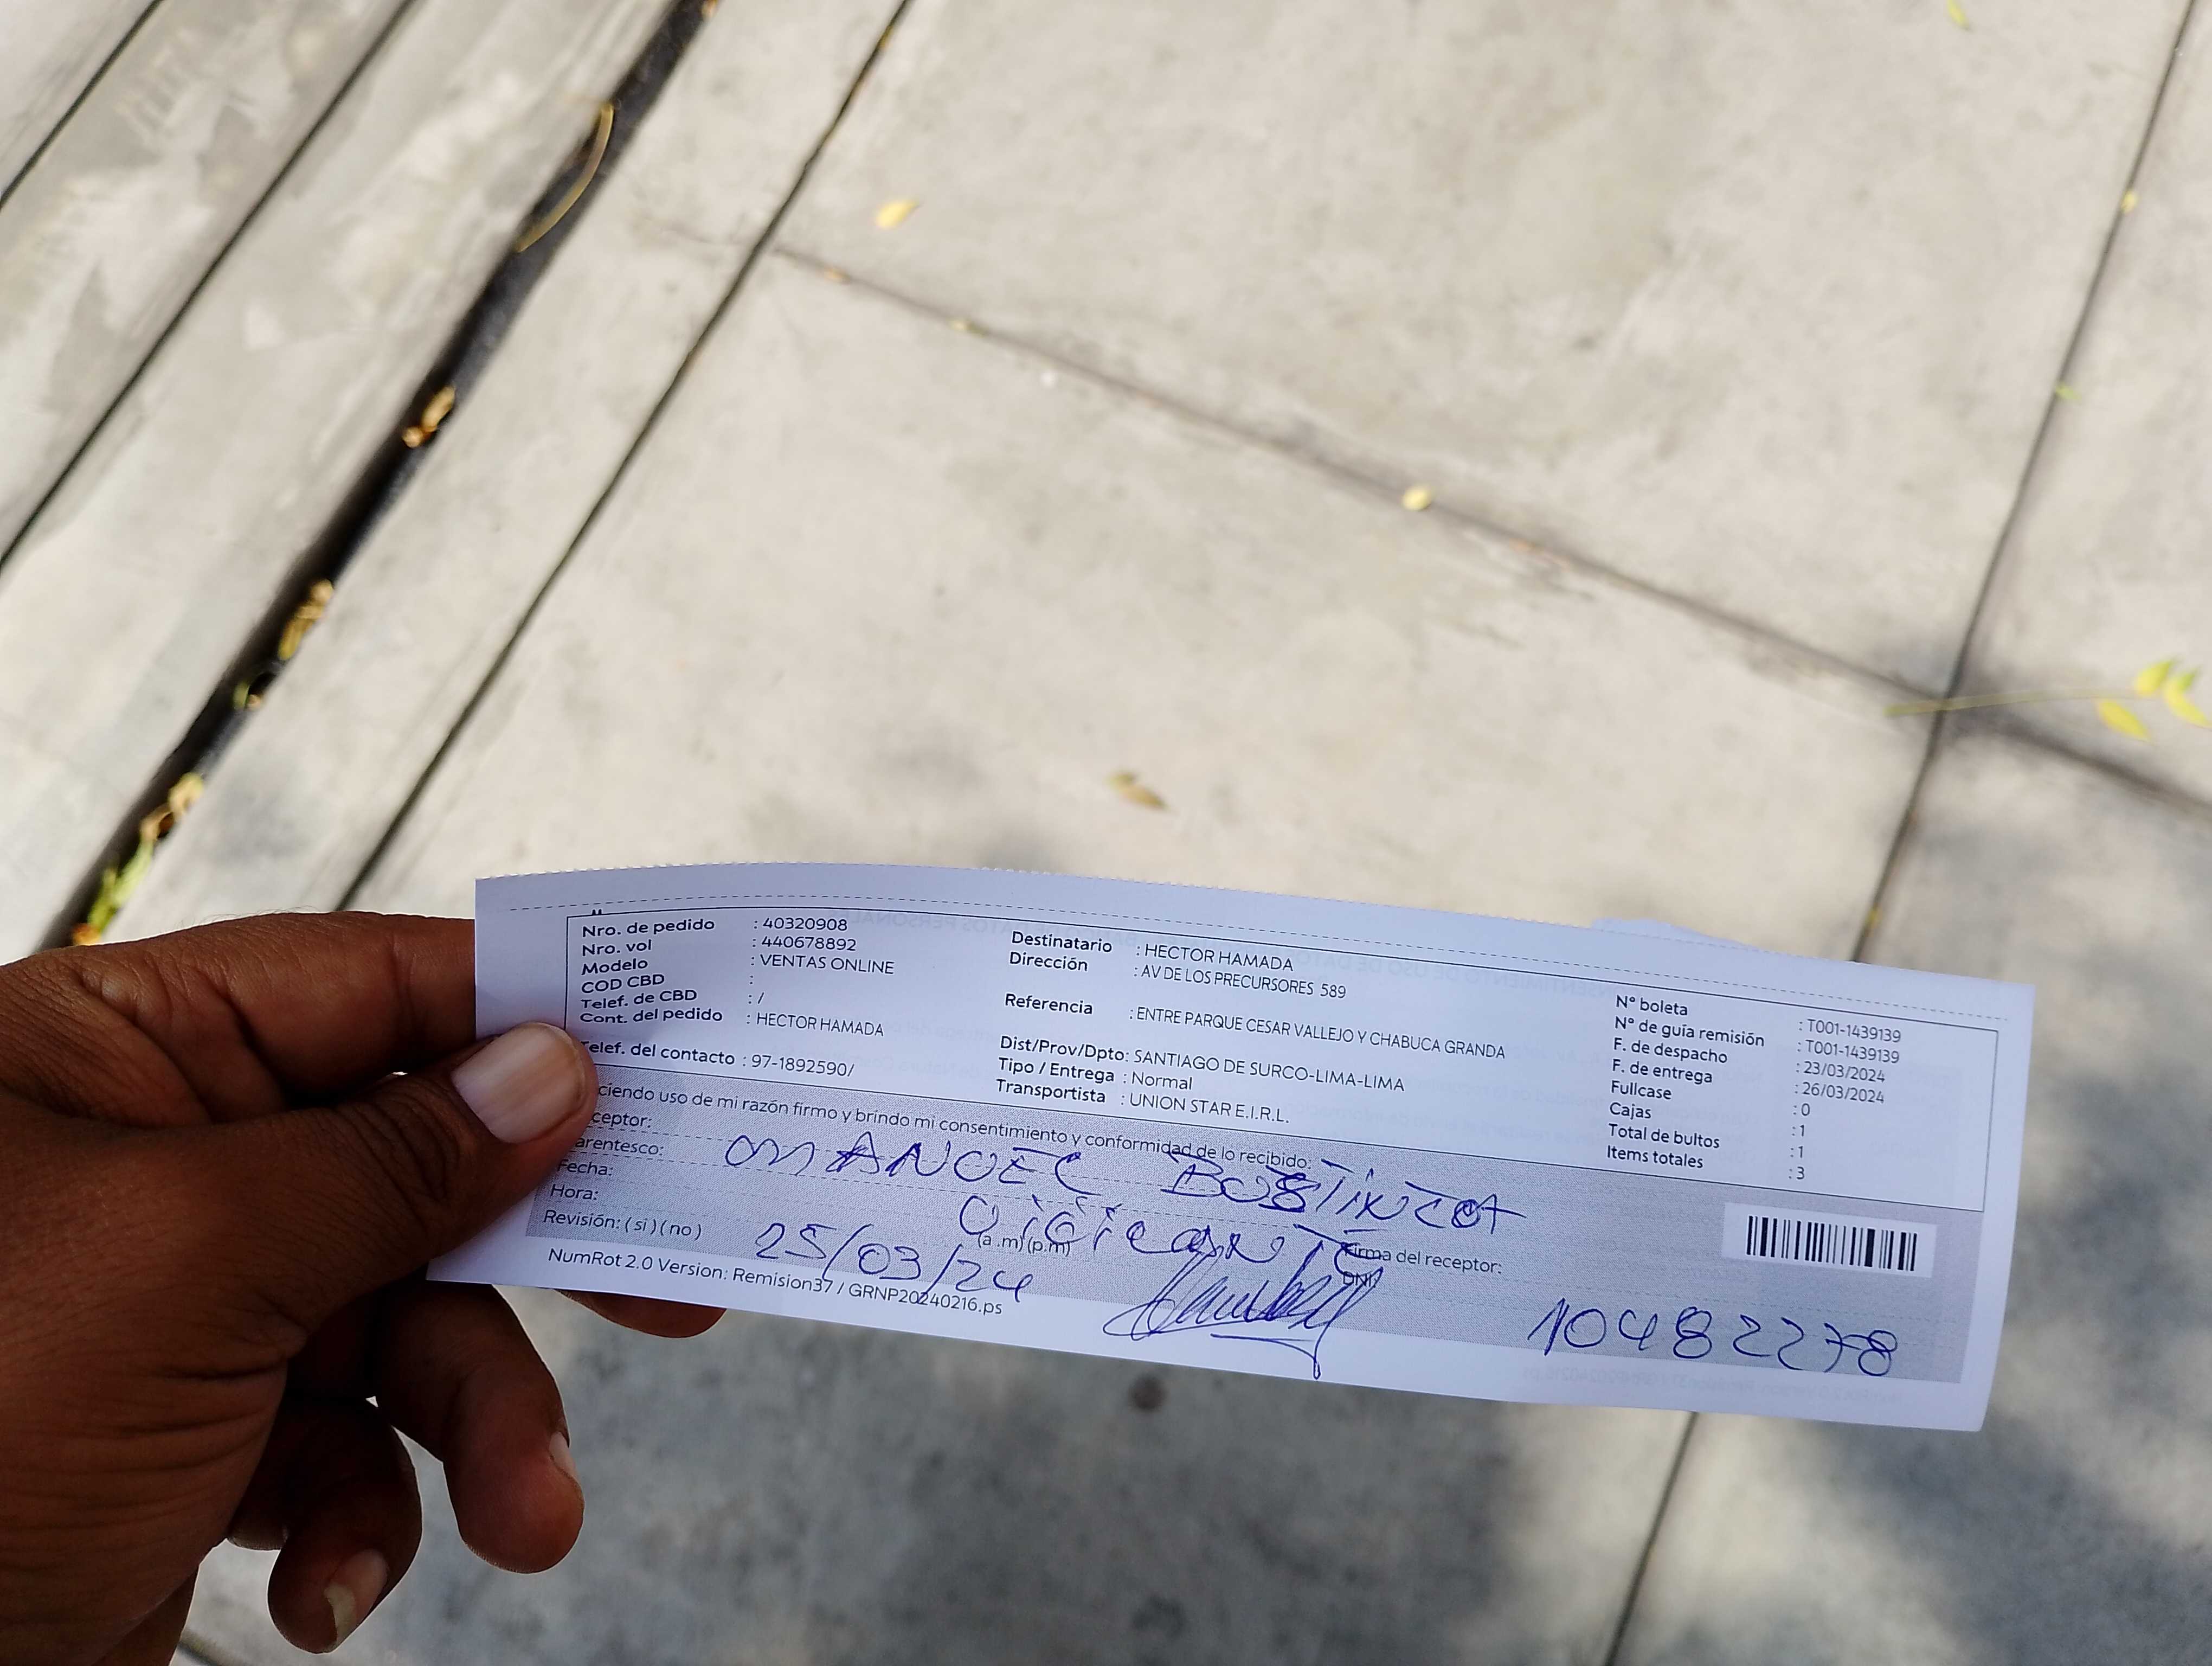 Nro. de pedido : 40320908
Nro. vol : 440678892
Modelo : VENTAS ONLINE
COD CBD :
Telef. de CBD : /
Cont. del pedido : HECTOR HAMADA
Telef. del contacto : 97-1892590/
Destinatario : HECTOR HAMADA
Dirección : AV DE LOS PRECURSORES 589
Referencia : ENTRE PARQUE CESAR VALLEJO Y CHABUCA GRANDA
Dist/Prov/Dpto: SANTIAGO DE SURCO-LIMA-LIMA
Tipo / Entrega : Normal
Transportista : UNION STAR E.I.R.L.
N° boleta : T001-1439139
N° de guía remisión : T001-1439139
F. de despacho : 23/03/2024
F. de entrega : 26/03/2024
Fullcase : 0
Cajas : 1
Total de bultos : 1
Items totales : 3
ciendo uso de mi razón firmo y brindo mi consentimiento y conformidad de lo recibido:
ceptor: MANOEL
arentesco:
Fecha: 25/03/24
Hora: (a .m) (p.m)
Revisión: ( si ) ( no )
Firma del receptor:
DNI: 10482278
NumRot 2.0 Version: Remision37 / GRNP20240216.ps